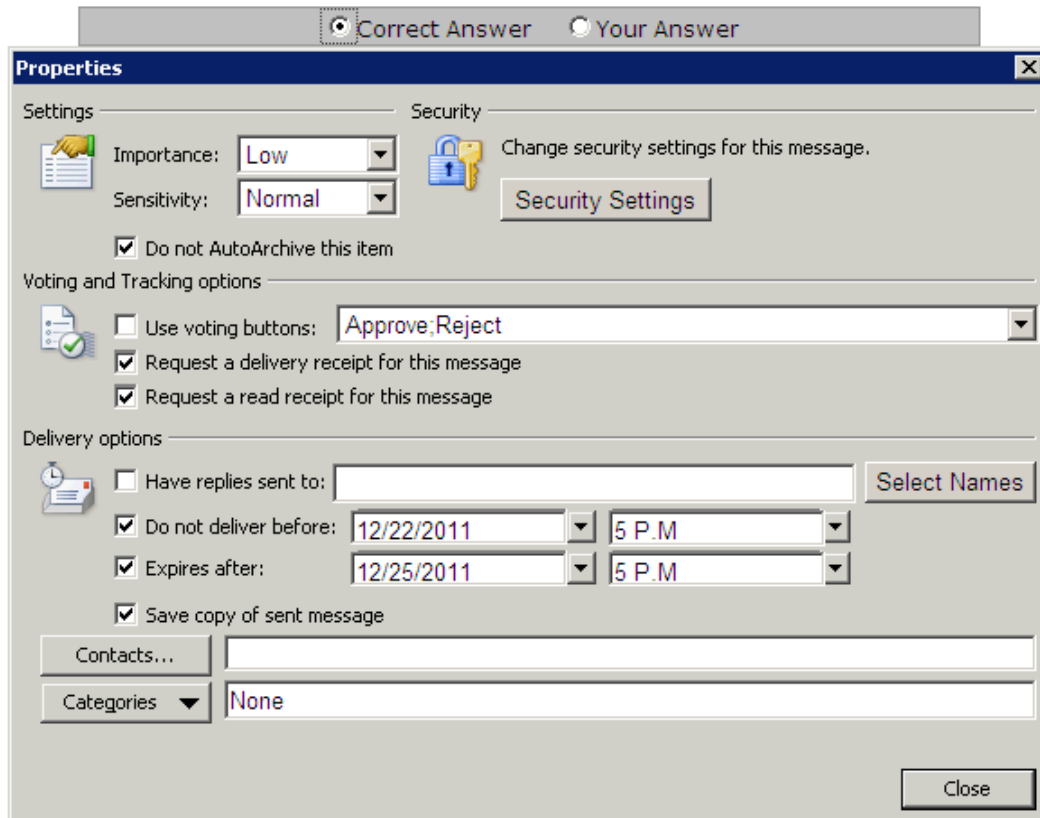 Correct Answer Your Answer
Properties
Settings Security
Importance: Low Change security settings for this message.
Sensitivity: Normal Security Settings
Do not AutoArchive this item
Voting and Tracking options
Use voting buttons: Approve;Reject
Request a delivery receipt for this message
Request a read receipt for this message
Delivery options
Have replies sent to: Select Names
Do not deliver before: 12/22/2011 5 P.M
Expires after: 12/25/2011 5 P.M
Save copy of sent message
Contacts...
Categories None
Close